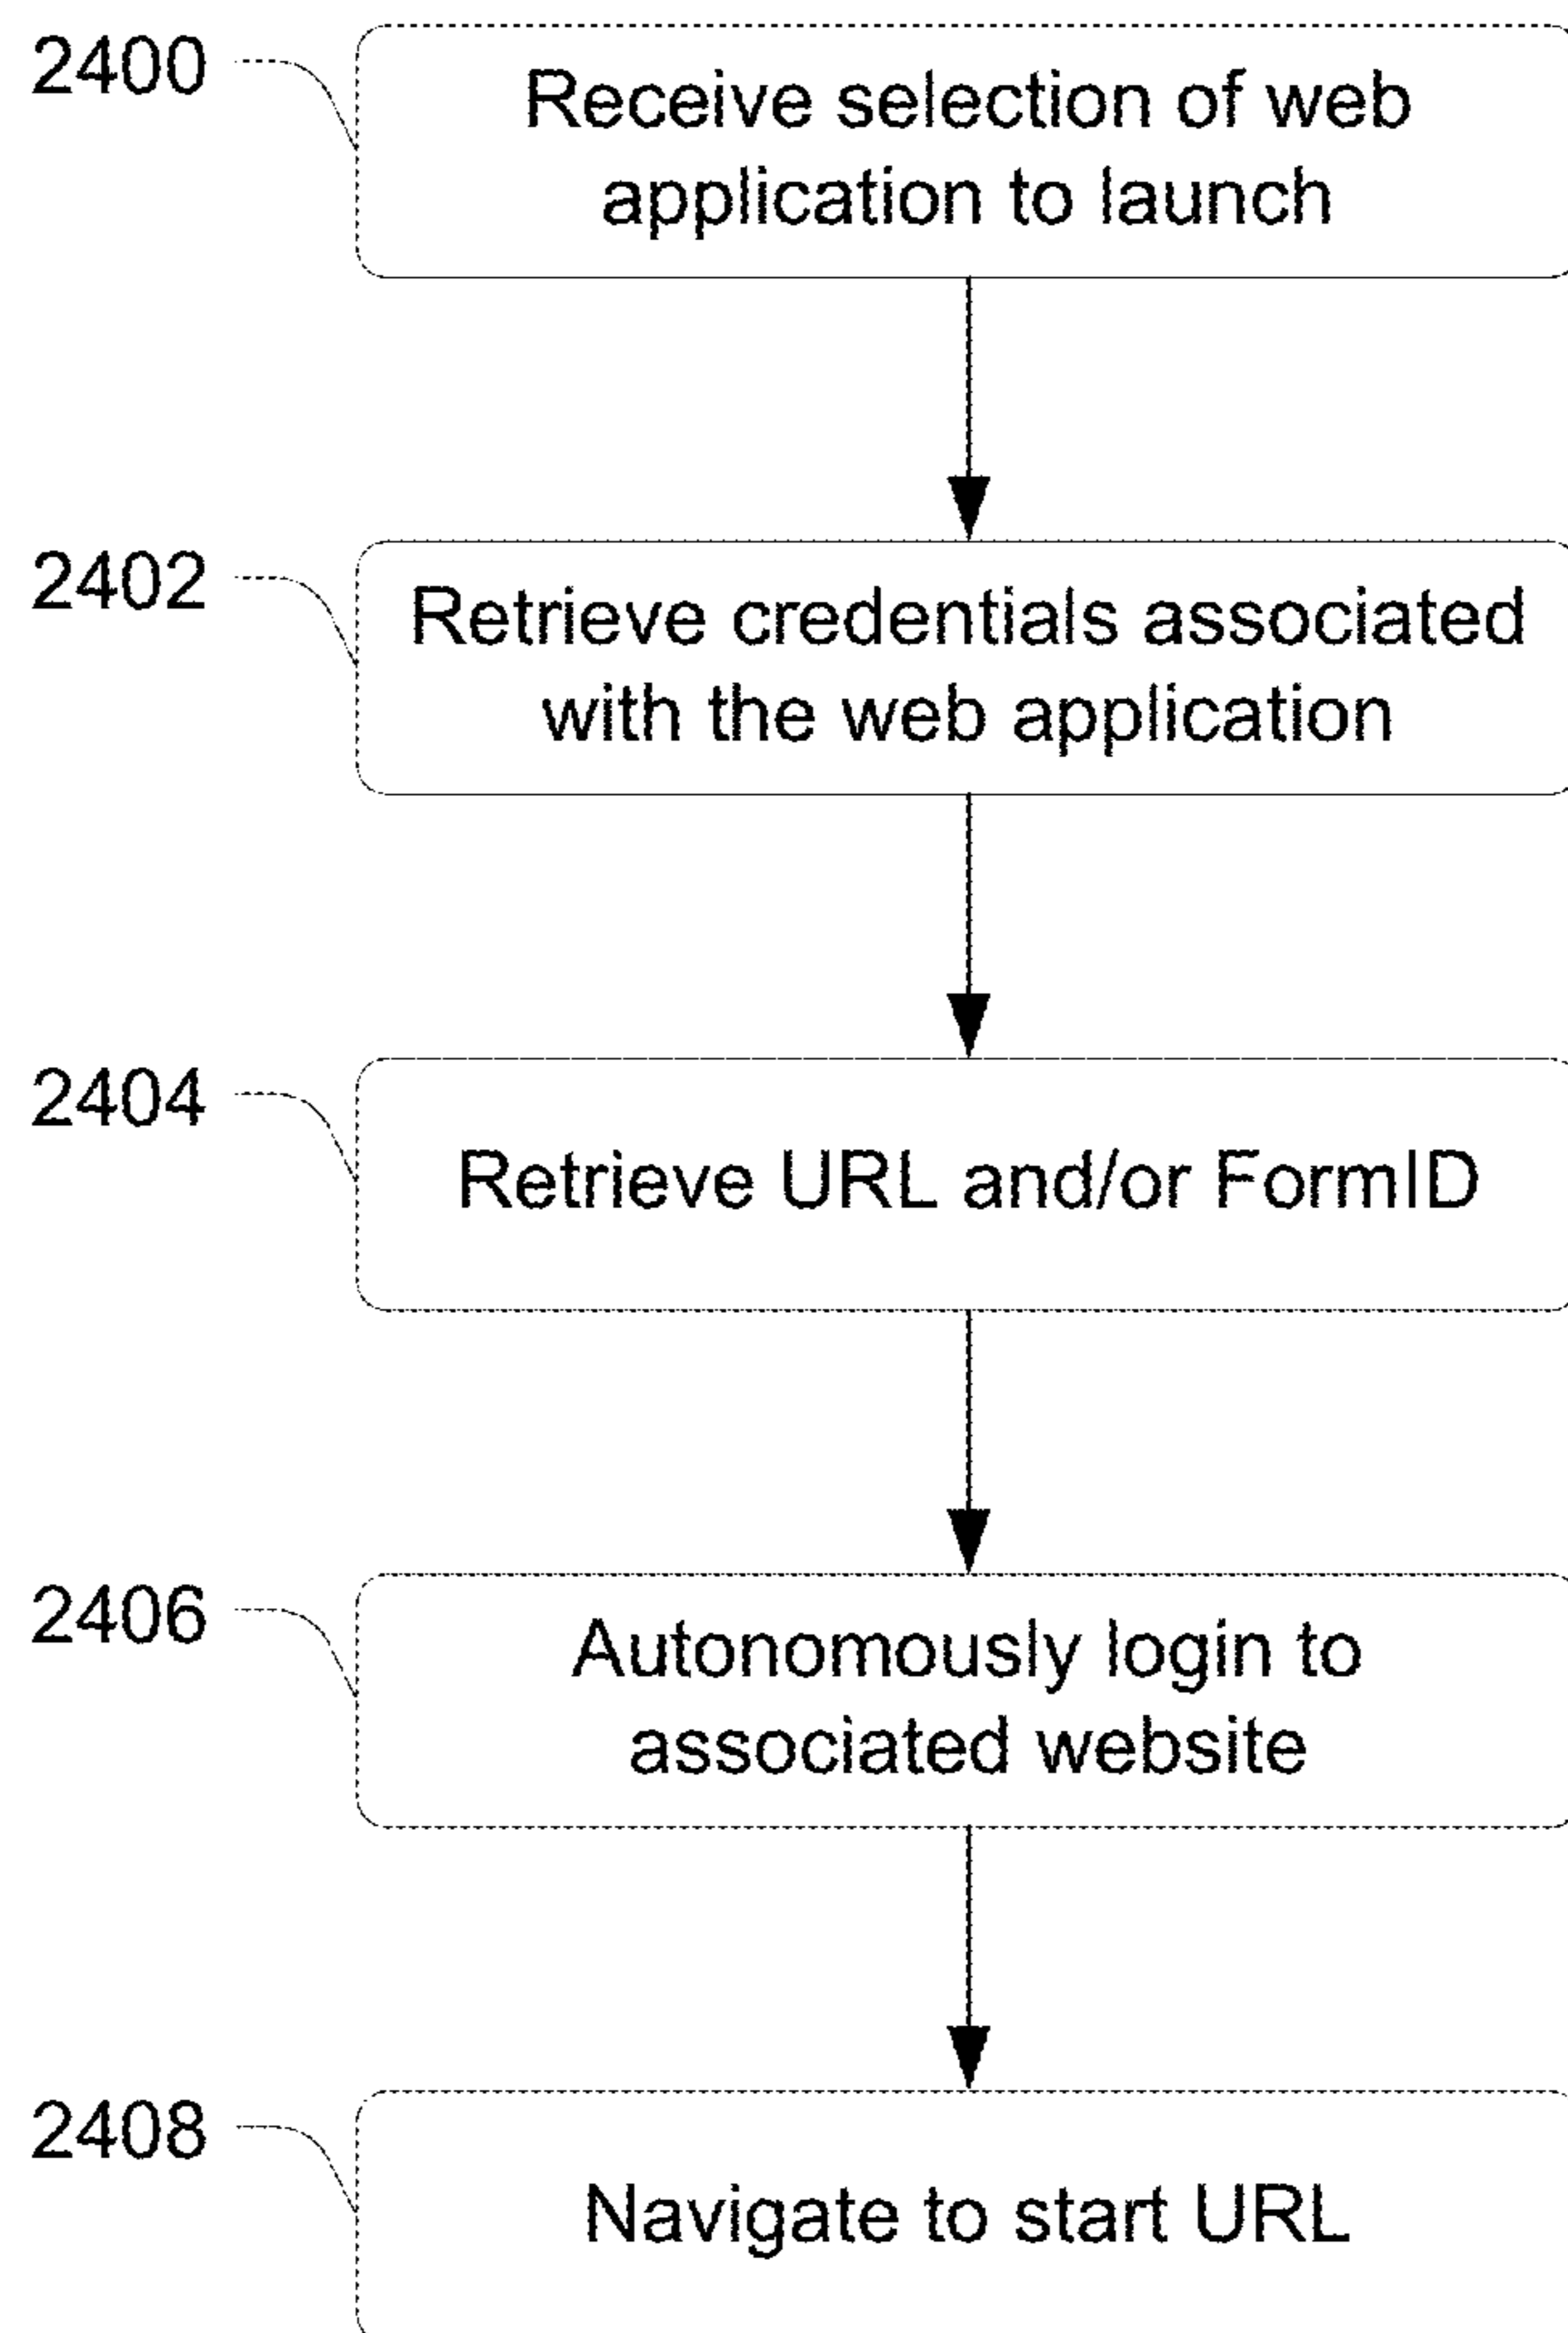 2400
Receive selection of web
application to launch
2402
Retrieve credentials associated
with the web application
2404
Retrieve URL and/or FormID
2406
Autonomously login to
associated website
2408
Navigate to start URL